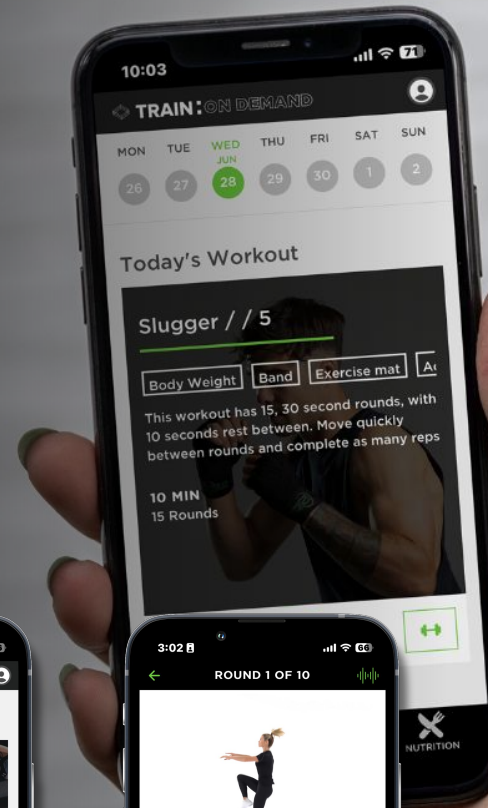 10:03
71
TRAIN:ON DEMAND
MON TUE WED THU FRI SAT SUN
JUN
26 27 28 29 30 1 2
Today's Workout
Slugger // 5
Body Weight Band Exercise mat
This workout has 15, 30 second rounds, with
10 seconds rest between. Move quickly
between rounds and complete as many reps
10 MIN
15 Rounds
NUTRITION
3:02 66
ROUND 1 OF 10